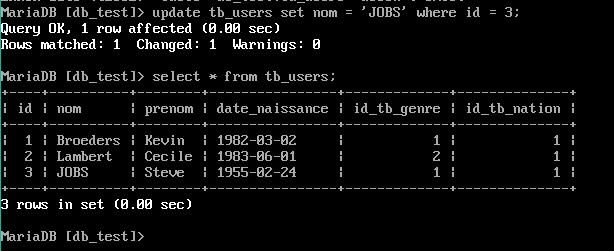 MariaDB [db_test]> update tb_users set nom = 'JOBS' where id = 3;
Query OK, 1 row affected (0.00 sec)
Rows matched: 1  Changed: 1  Warnings: 0
MariaDB [db_test]> select * from tb_users;
+----+----------+--------+----------------+-------------+--------------+
| id | nom      | prenom | date_naissance | id_tb_genre | id_tb_nation |
+----+----------+--------+----------------+-------------+--------------+
|  1 | Broeders | Kevin  | 1982-03-02     |           1 |            1 |
|  2 | Lambert  | Cecile | 1983-06-01     |           2 |            1 |
|  3 | JOBS     | Steve  | 1955-02-24     |           1 |            1 |
+----+----------+--------+----------------+-------------+--------------+
3 rows in set (0.00 sec)
MariaDB [db_test]>